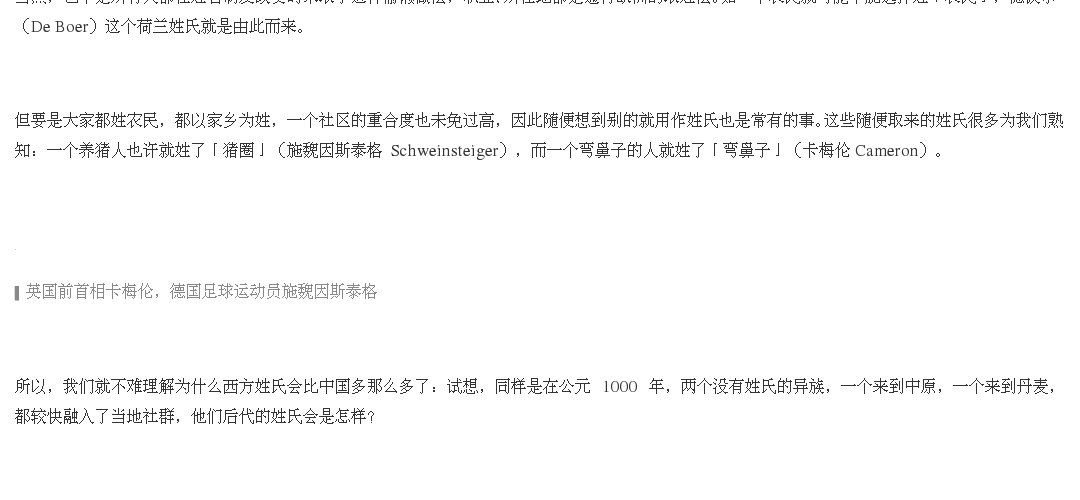 （De Boer）这个荷兰姓氏就是由此而来。
但要是大家都姓农民，都以家乡为姓，一个社区的重合度也未免过高，因此随便想到别的就用作姓氏也是常有的事。这些随便取来的姓氏很多为我们熟
知：一个养猪人也许就姓了「猪圈」（施魏因斯泰格 Schweinsteiger），而一个弯鼻子的人就姓了「弯鼻子」（卡梅伦 Cameron）。
英国前首相卡梅伦，德国足球运动员施魏因斯泰格
所以，我们就不难理解为什么西方姓氏会比中国多那么多了：试想，同样是在公元 1000 年，两个没有姓氏的异族，一个来到中原，一个来到丹麦，
都较快融入了当地社群，他们后代的姓氏会是怎样？